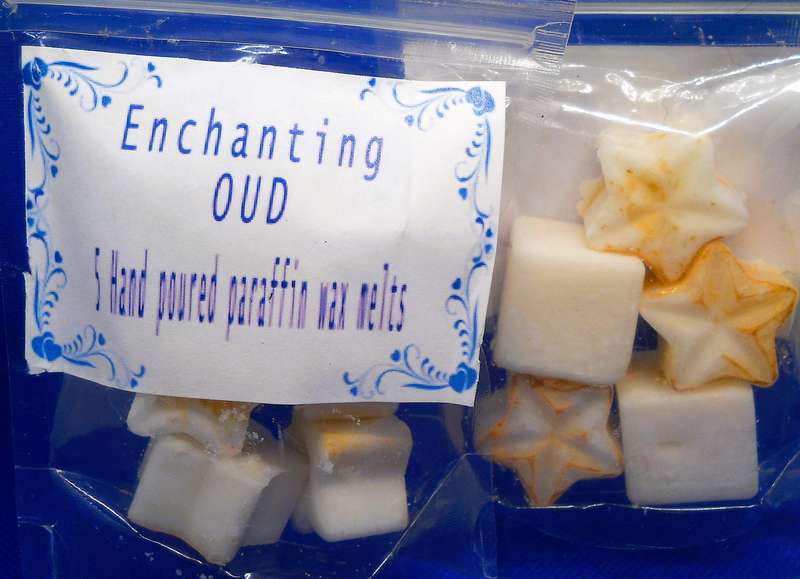 Enchanting
OUD
5 Hand poured paraffin wax melts